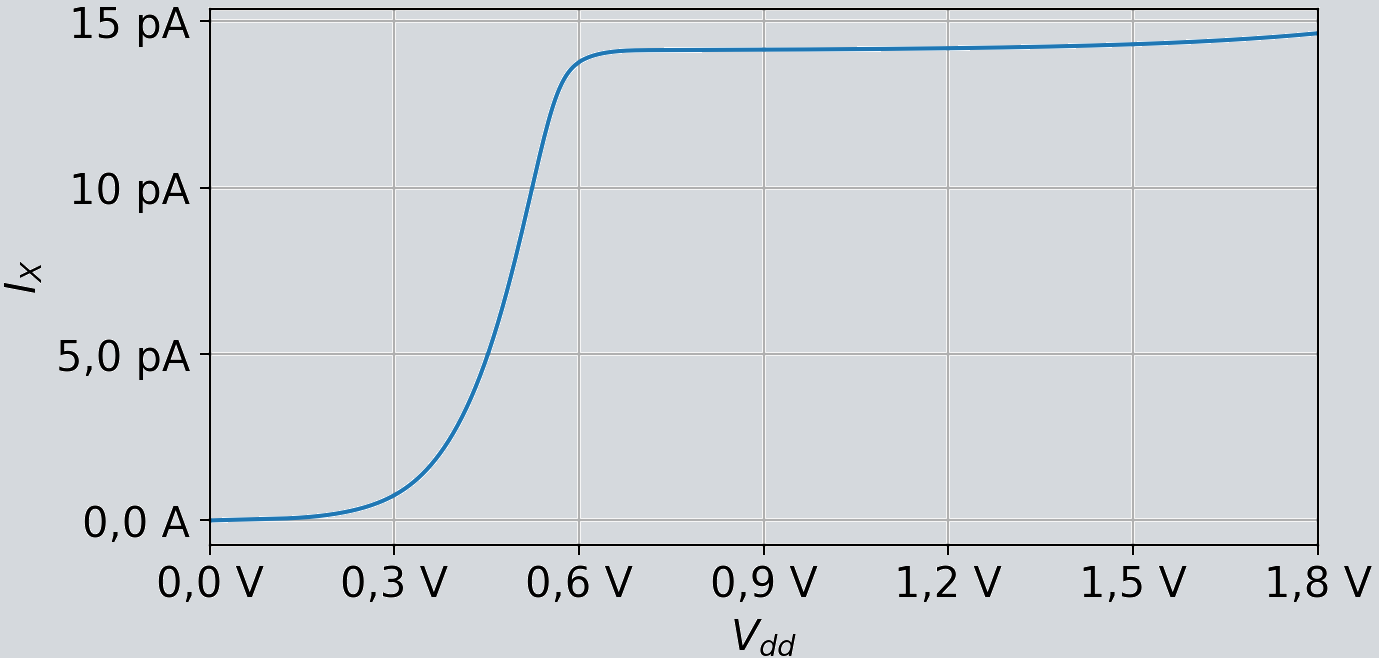 15 pA
10 pA
5,0 pA
0,0 A
I_X
0,0 V 0,3 V 0,6 V 0,9 V 1,2 V 1,5 V 1,8 V
V_dd